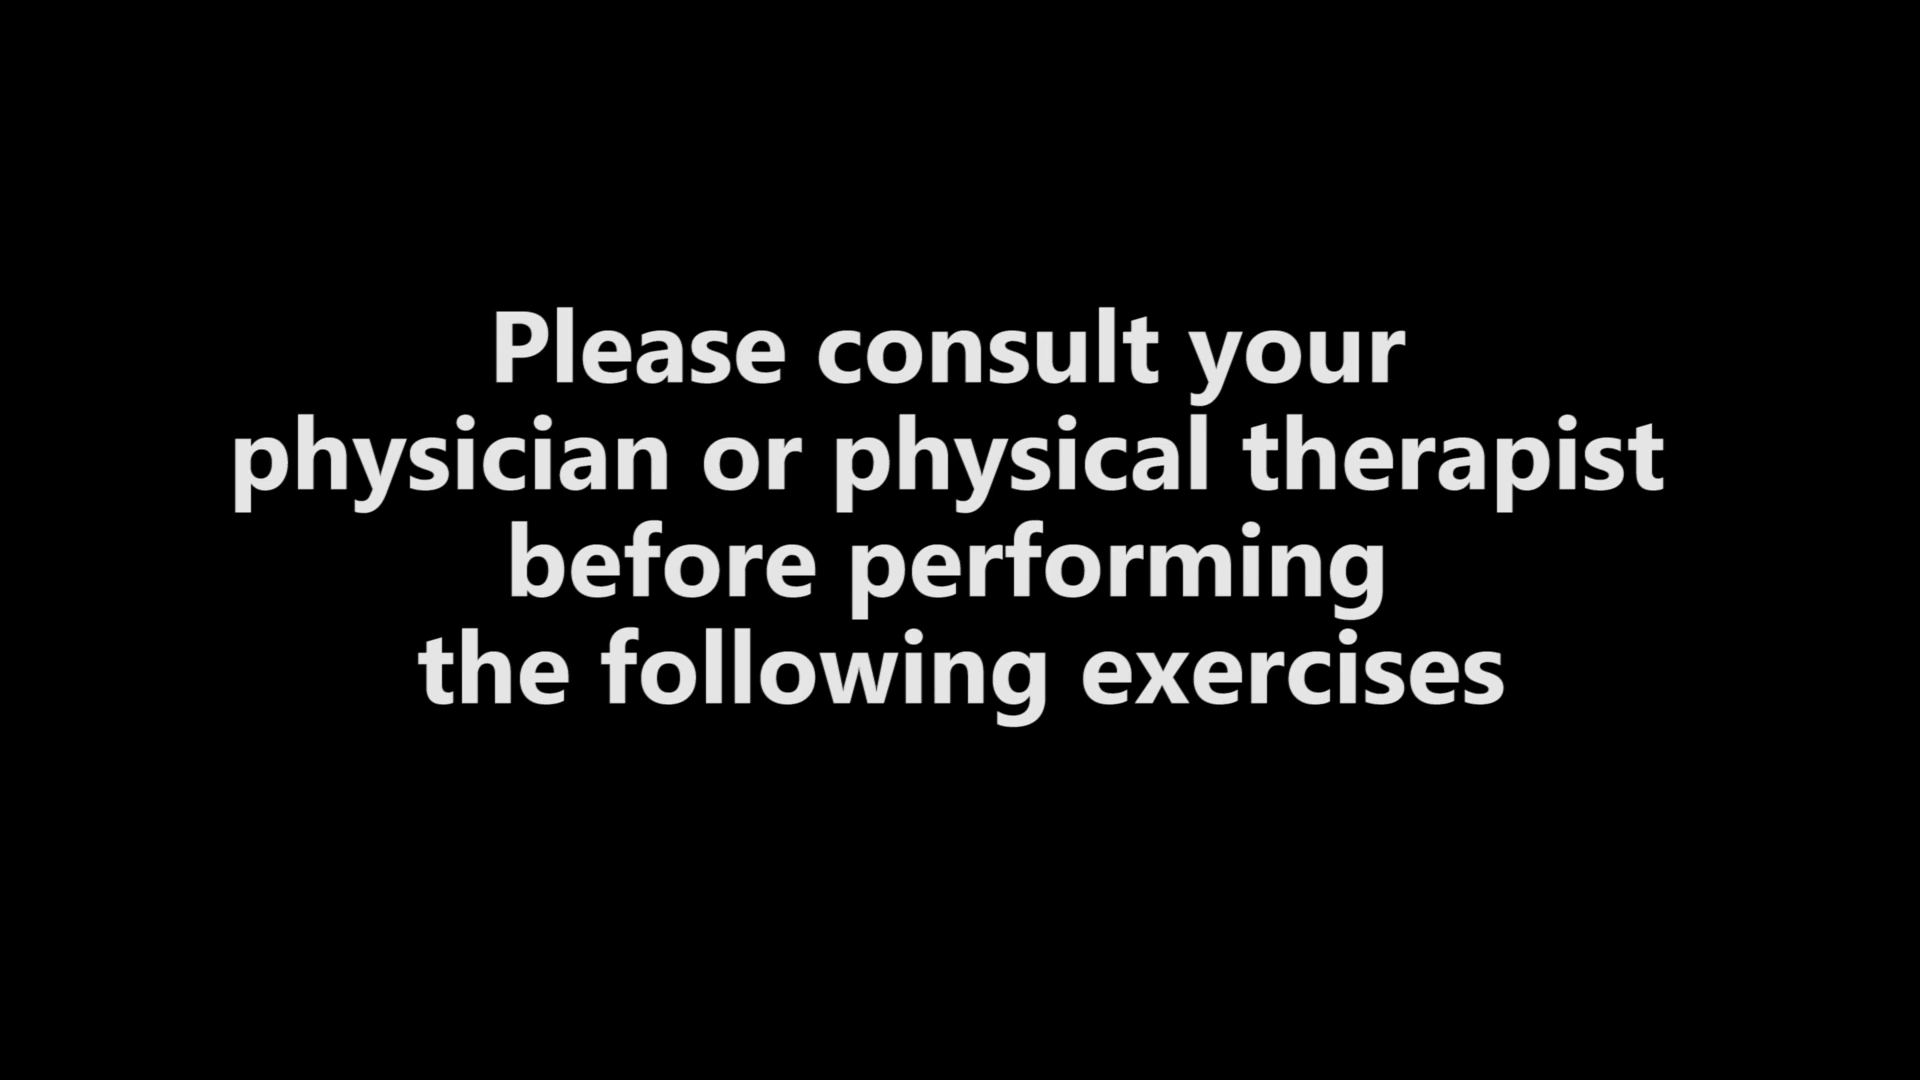 Please consult your
physician or physical therapist
before performing
the following exercises